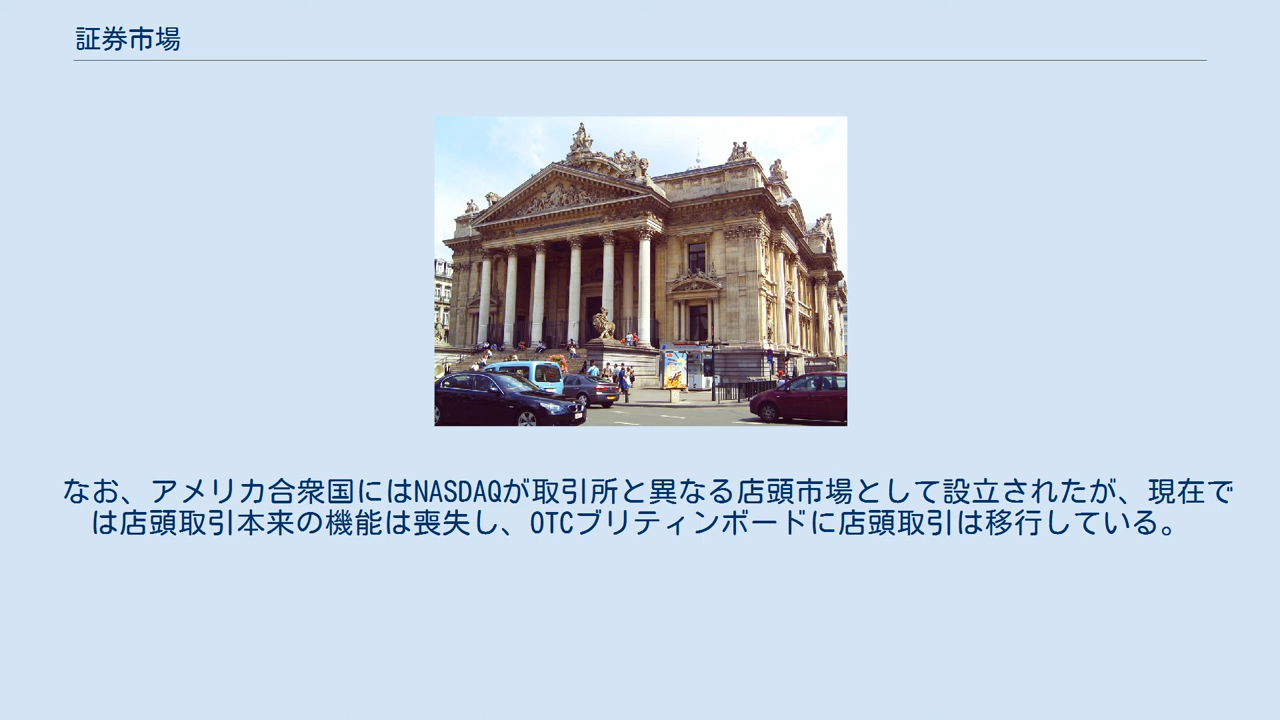 証券市場
なお、アメリカ合衆国にはNASDAQが取引所と異なる店頭市場として設立されたが、現在で
は店頭取引本来の機能は喪失し、OTCブリティンボードに店頭取引は移行している。